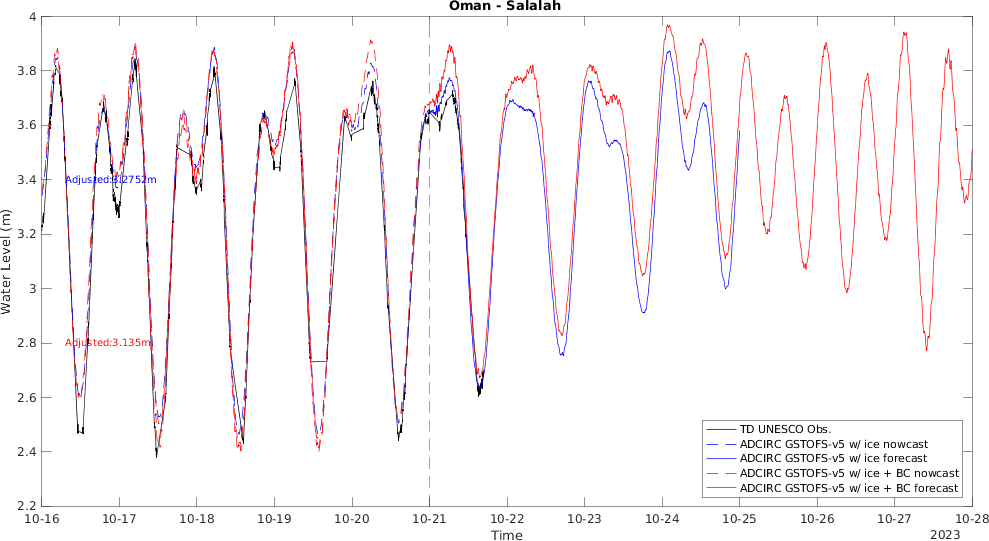 Oman - Salalah
4
3.8
3.6
3.4
3.2
3
2.8
2.6
2.4
2.2
Water Level (m)
Adjusted:3.2752m
Adjusted:3.135m
TD UNESCO Obs.
ADCIRC GSTOFS-v5 w/ ice nowcast
ADCIRC GSTOFS-v5 w/ ice forecast
ADCIRC GSTOFS-v5 w/ ice + BC nowcast
ADCIRC GSTOFS-v5 w/ ice + BC forecast
10-16 10-17 10-18 10-19 10-20 10-21 10-22 10-23 10-24 10-25 10-26 10-27 10-28
Time
2023